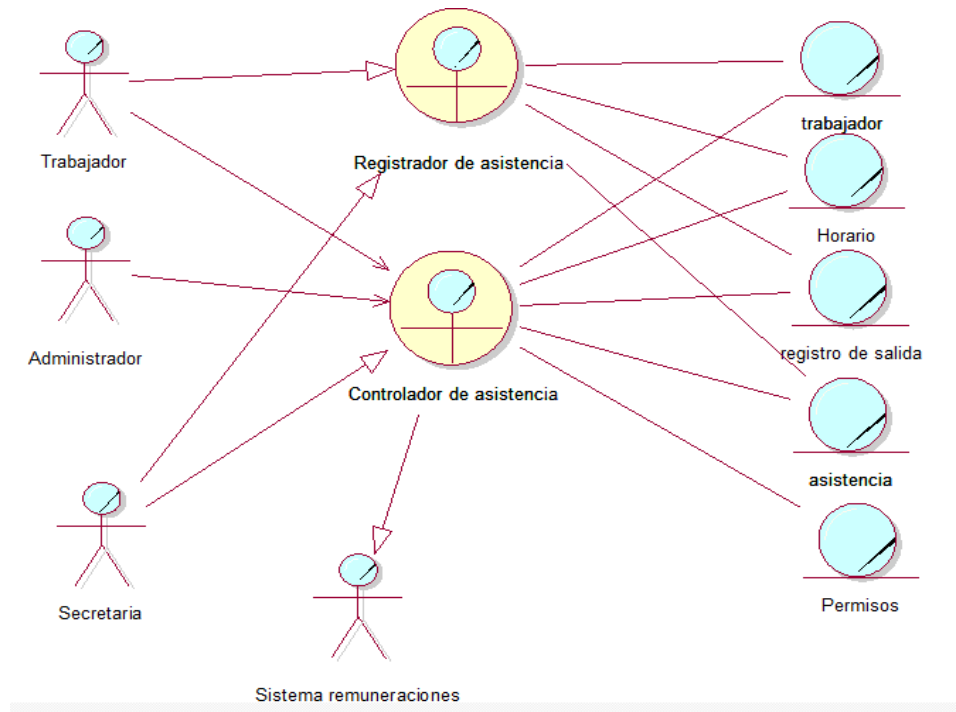 trabajador
Trabajador
Registrador de asistencia
Horario
Administrador
registro de salida
Controlador de asistencia
asistencia
Secretaria
Permisos
Sistema remuneraciones